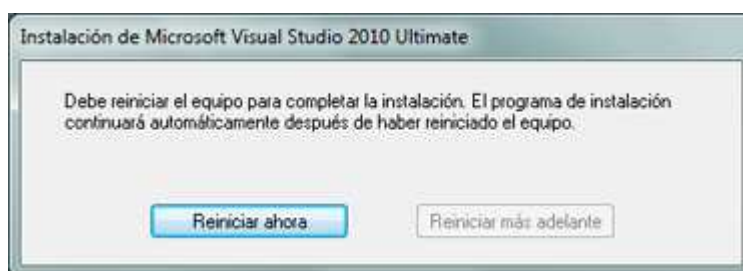 Instalación de Microsoft Visual Studio 2010 Ultimate
Debe reiniciar el equipo para completar la instalación. El programa de instalación
continuará automáticamente después de haber reiniciado el equipo.
Reiniciar ahora
Reiniciar más adelante